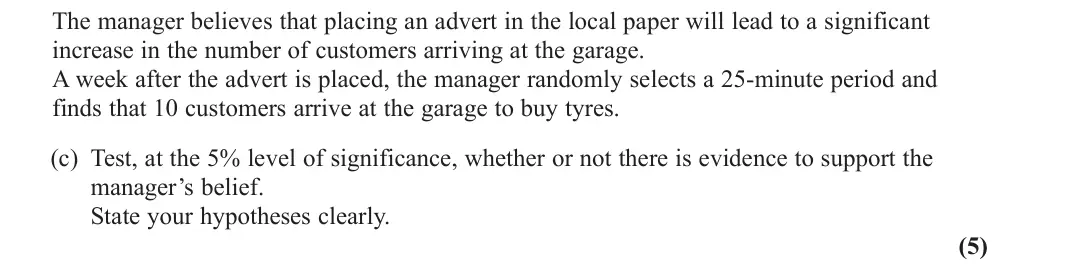 The manager believes that placing an advert in the local paper will lead to a significant
increase in the number of customers arriving at the garage.
A week after the advert is placed, the manager randomly selects a 25-minute period and
finds that 10 customers arrive at the garage to buy tyres.
(c) Test, at the 5% level of significance, whether or not there is evidence to support the
manager’s belief.
State your hypotheses clearly.
(5)